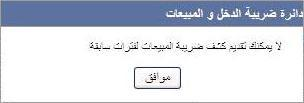 دائرة ضريبة الدخل و المبيعات
لا يمكنك تقديم كشف ضريبة المبيعات لفترات سابقة
موافق